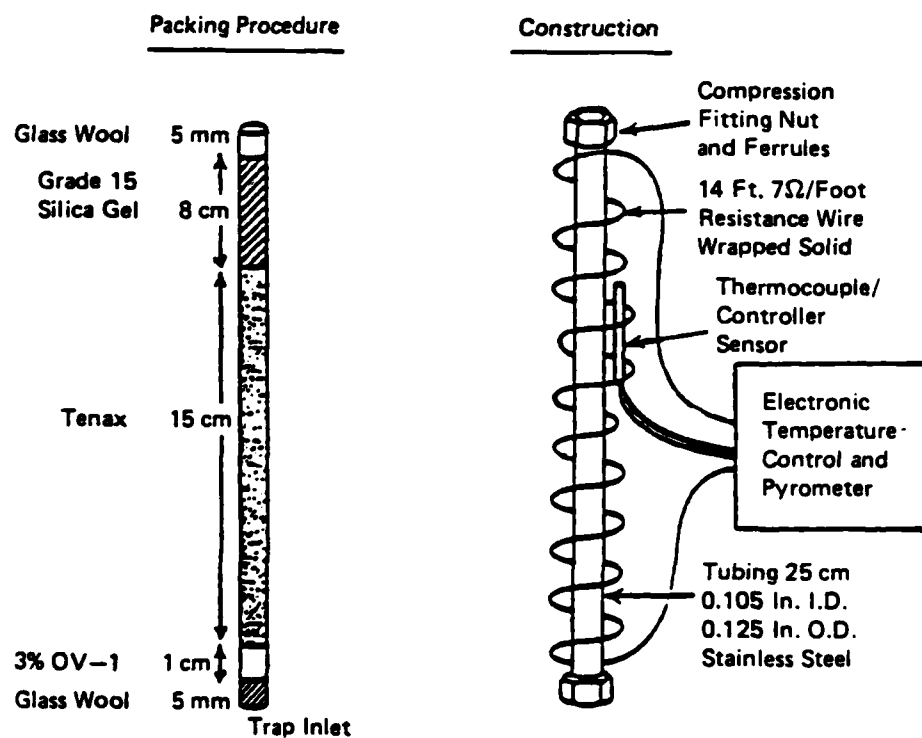 Packing Procedure
Glass Wool 5 mm
Grade 15
Silica Gel 8 cm
Tenax 15 cm
3% OV-1 1 cm
Glass Wool 5 mm
Trap Inlet
Construction
Compression
Fitting Nut
and Ferrules
14 Ft. 7Ω/Foot
Resistance Wire
Wrapped Solid
Thermocouple/
Controller
Sensor
Electronic
Temperature
Control and
Pyrometer
Tubing 25 cm
0.105 In. I.D.
0.125 In. O.D.
Stainless Steel